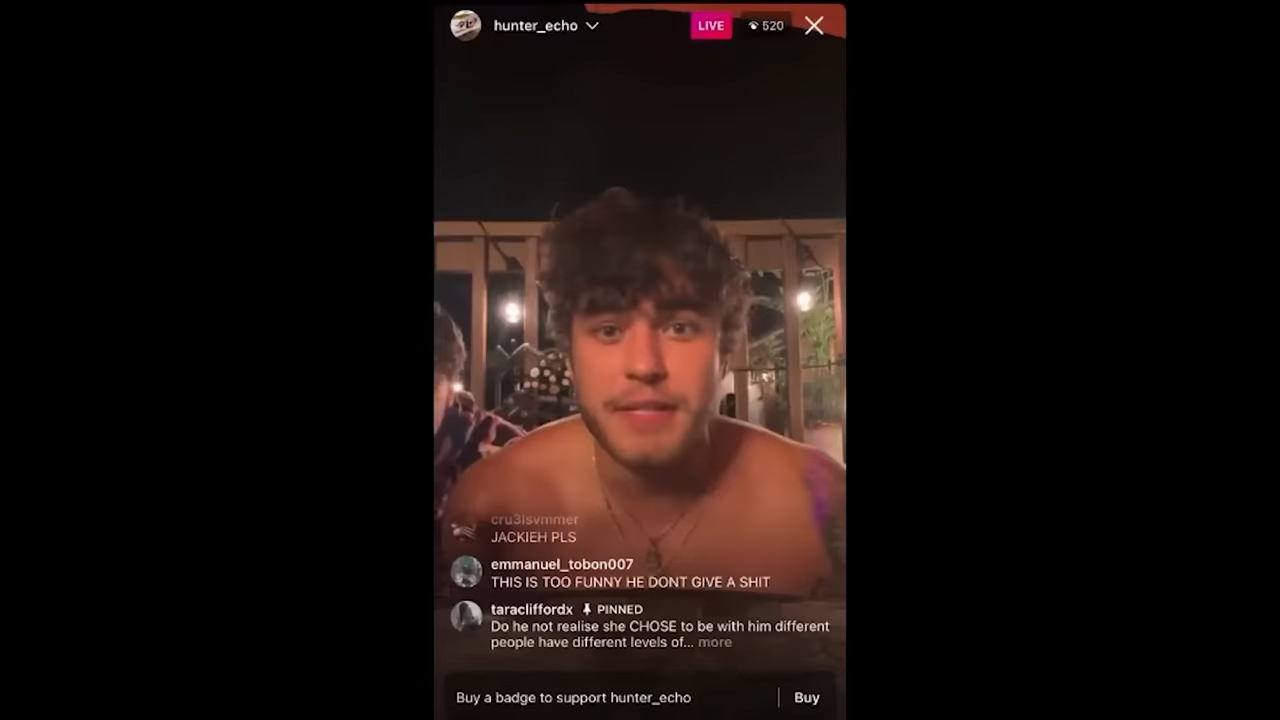 hunter_echo
LIVE
520
cru3lsvmmer
JACKIEH PLS
emmanuel_tobon007
THIS IS TOO FUNNY HE DONT GIVE A SHIT
taracliffordx PINNED
Do he not realise she CHOSE to be with him different
people have different levels of... more
Buy a badge to support hunter_echo
Buy